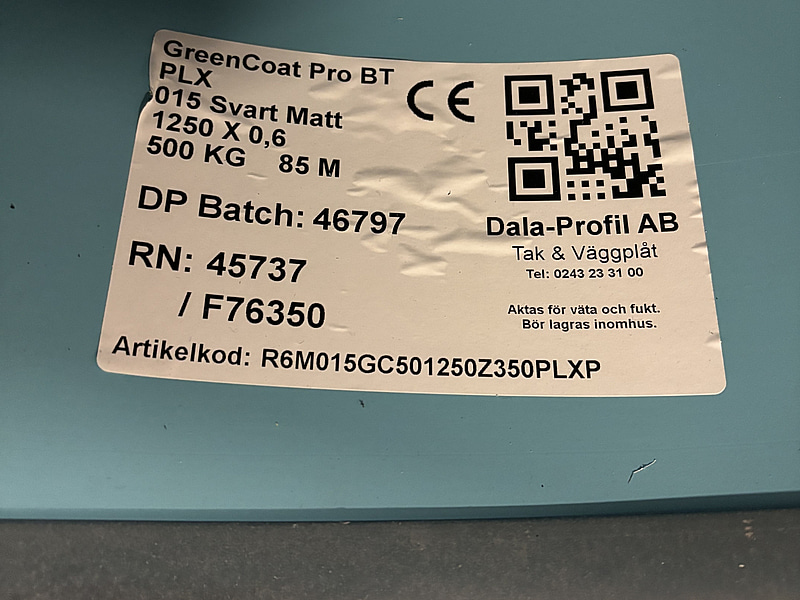 GreenCoat Pro BT
PLX
015 Svart Matt
1250 X 0,6
500 KG 85 M
DP Batch: 46797
RN: 45737
/ F76350
Artikelkod: R6M015GC501250Z350PLXP
CE
Dala-Profil AB
Tak & Väggplåt
Tel: 0243 23 31 00
Aktas för väta och fukt.
Bör lagras inomhus.